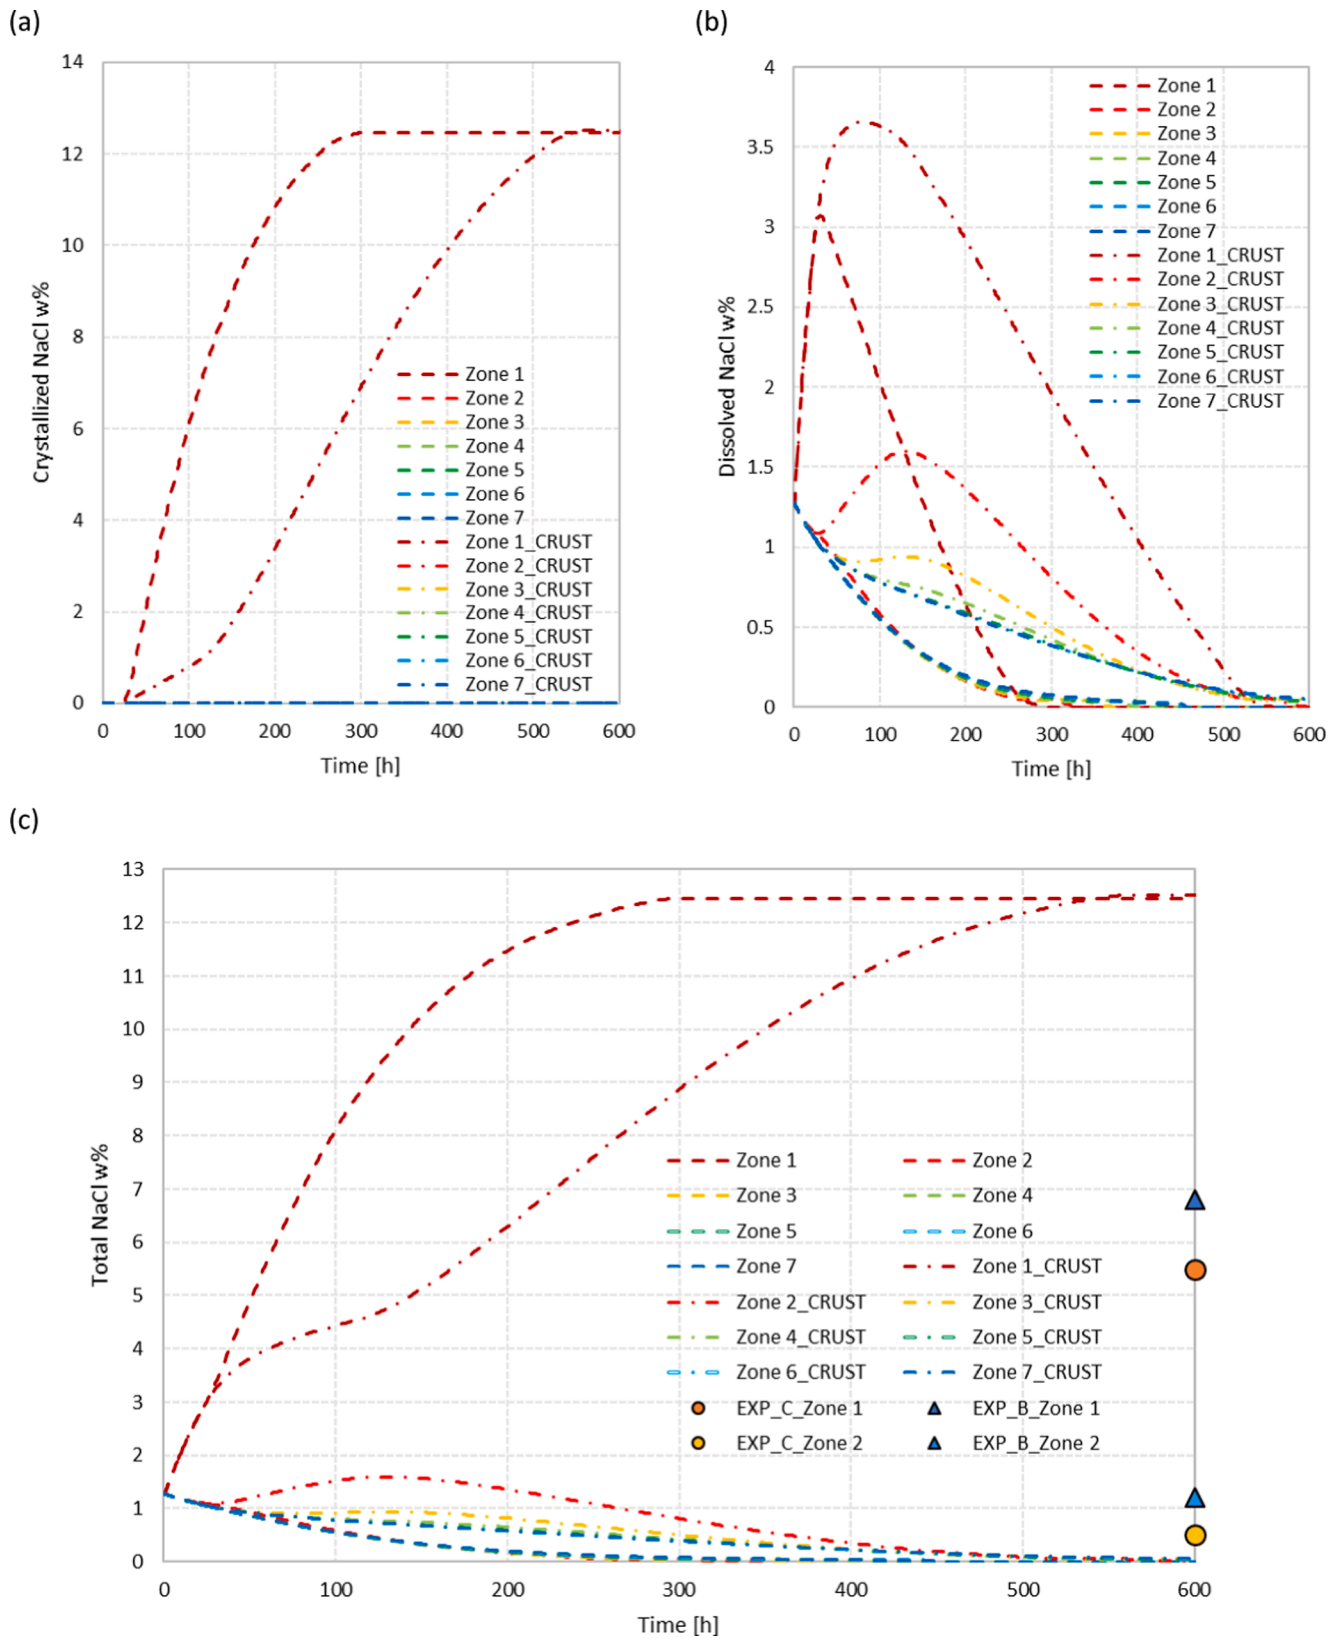 (a)
14
12
10
8
6
4
2
0
Crystallized NaCl w%
Zone 1
Zone 2
Zone 3
Zone 4
Zone 5
Zone 6
Zone 7
Zone 1_CRUST
Zone 2_CRUST
Zone 3_CRUST
Zone 4_CRUST
Zone 5_CRUST
Zone 6_CRUST
Zone 7_CRUST
0 100 200 300 400 500 600
Time [h]
(b)
4
3.5
3
2.5
2
1.5
1
0.5
0
Dissolved NaCl w%
Zone 1
Zone 2
Zone 3
Zone 4
Zone 5
Zone 6
Zone 7
Zone 1_CRUST
Zone 2_CRUST
Zone 3_CRUST
Zone 4_CRUST
Zone 5_CRUST
Zone 6_CRUST
Zone 7_CRUST
0 100 200 300 400 500 600
Time [h]
(c)
13
12
11
10
9
8
7
6
5
4
3
2
1
0
Total NaCl w%
Zone 1 Zone 2
Zone 3 Zone 4
Zone 5 Zone 6
Zone 7 Zone 1_CRUST
Zone 2_CRUST Zone 3_CRUST
Zone 4_CRUST Zone 5_CRUST
Zone 6_CRUST Zone 7_CRUST
EXP_C_Zone 1 EXP_B_Zone 1
EXP_C_Zone 2 EXP_B_Zone 2
0 100 200 300 400 500 600
Time [h]